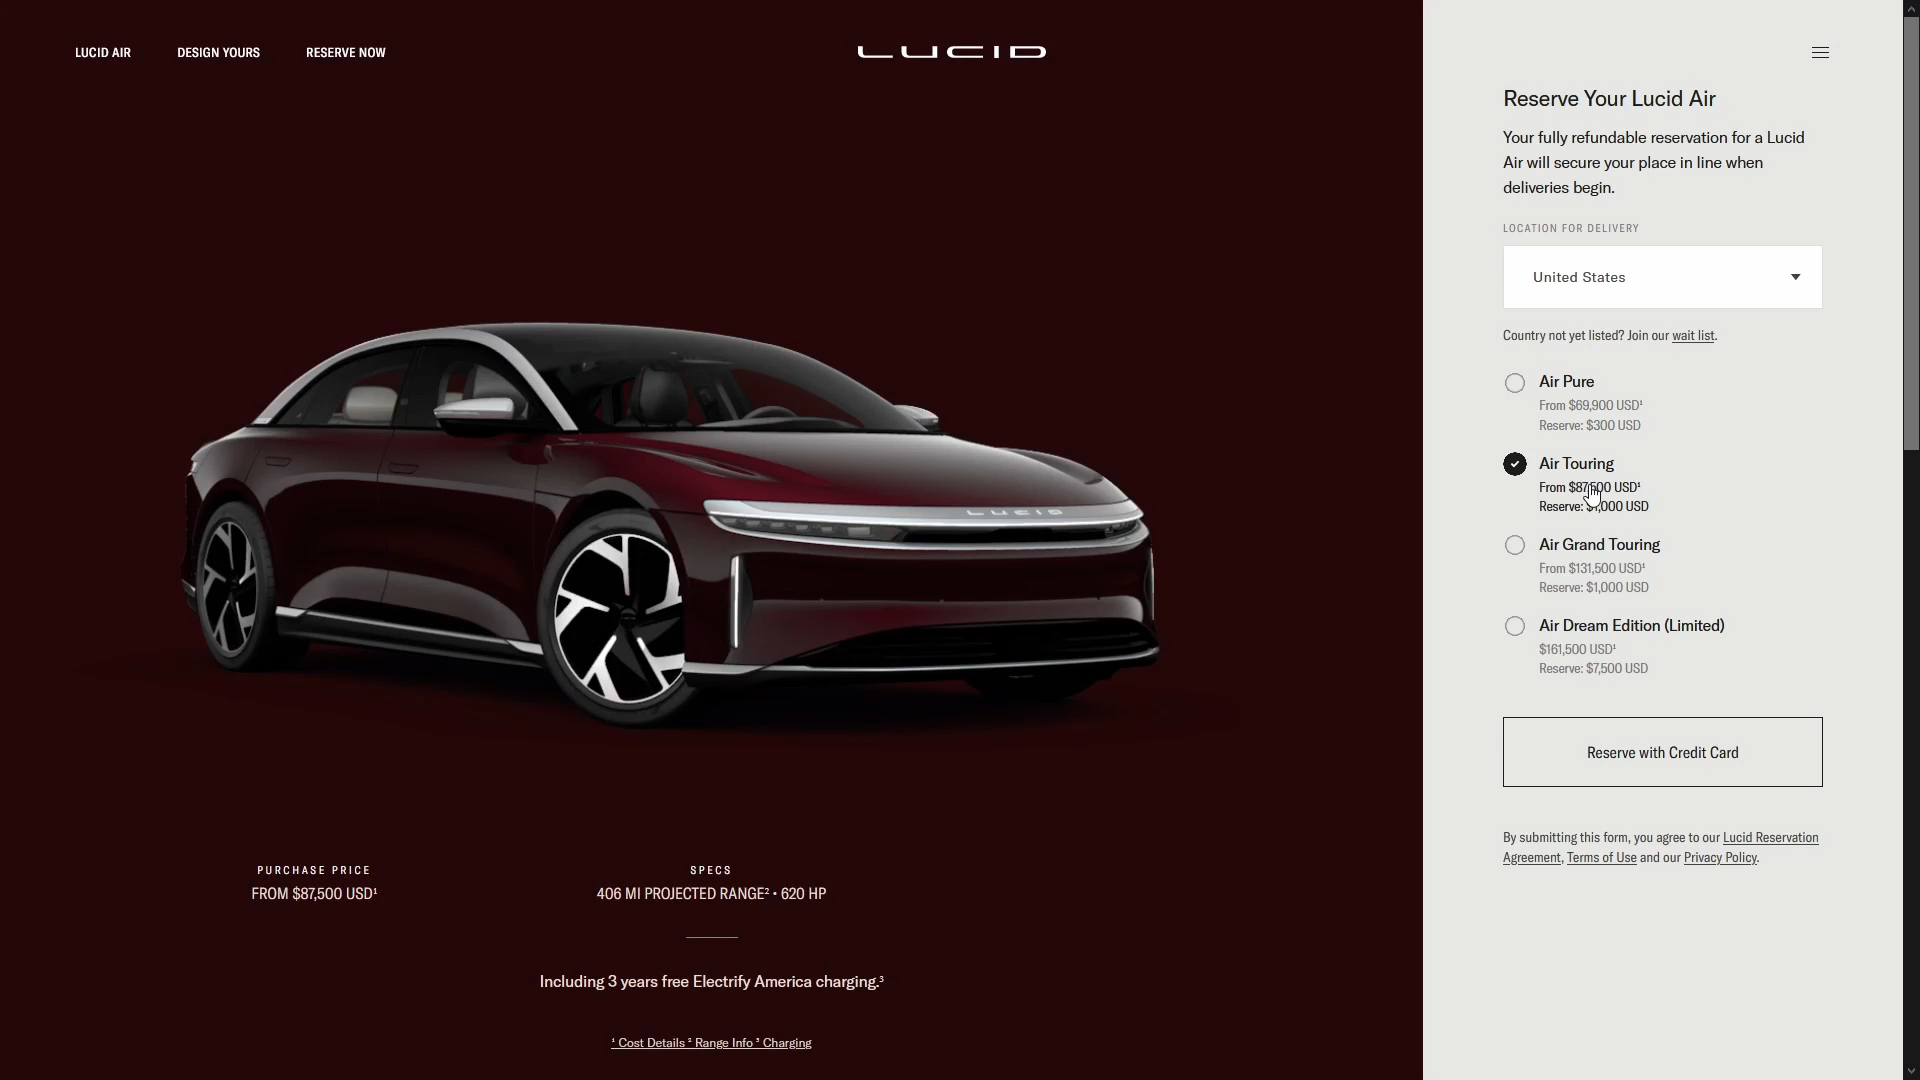 LUCID AIR
DESIGN YOURS
RESERVE NOW
LUCID
LUCID
PURCHASE PRICE
FROM $87,500 USD¹
SPECS
406 MI PROJECTED RANGE² • 620 HP
Including 3 years free Electrify America charging.³
¹ Cost Details ² Range Info ³ Charging
Reserve Your Lucid Air
Your fully refundable reservation for a Lucid
Air will secure your place in line when
deliveries begin.
LOCATION FOR DELIVERY
United States
Country not yet listed? Join our wait list.
Air Pure
From $69,900 USD¹
Reserve: $300 USD
Air Touring
From $87,500 USD¹
Reserve: $1,000 USD
Air Grand Touring
From $131,500 USD¹
Reserve: $1,000 USD
Air Dream Edition (Limited)
$161,500 USD¹
Reserve: $7,500 USD
Reserve with Credit Card
By submitting this form, you agree to our Lucid Reservation
Agreement, Terms of Use and our Privacy Policy.